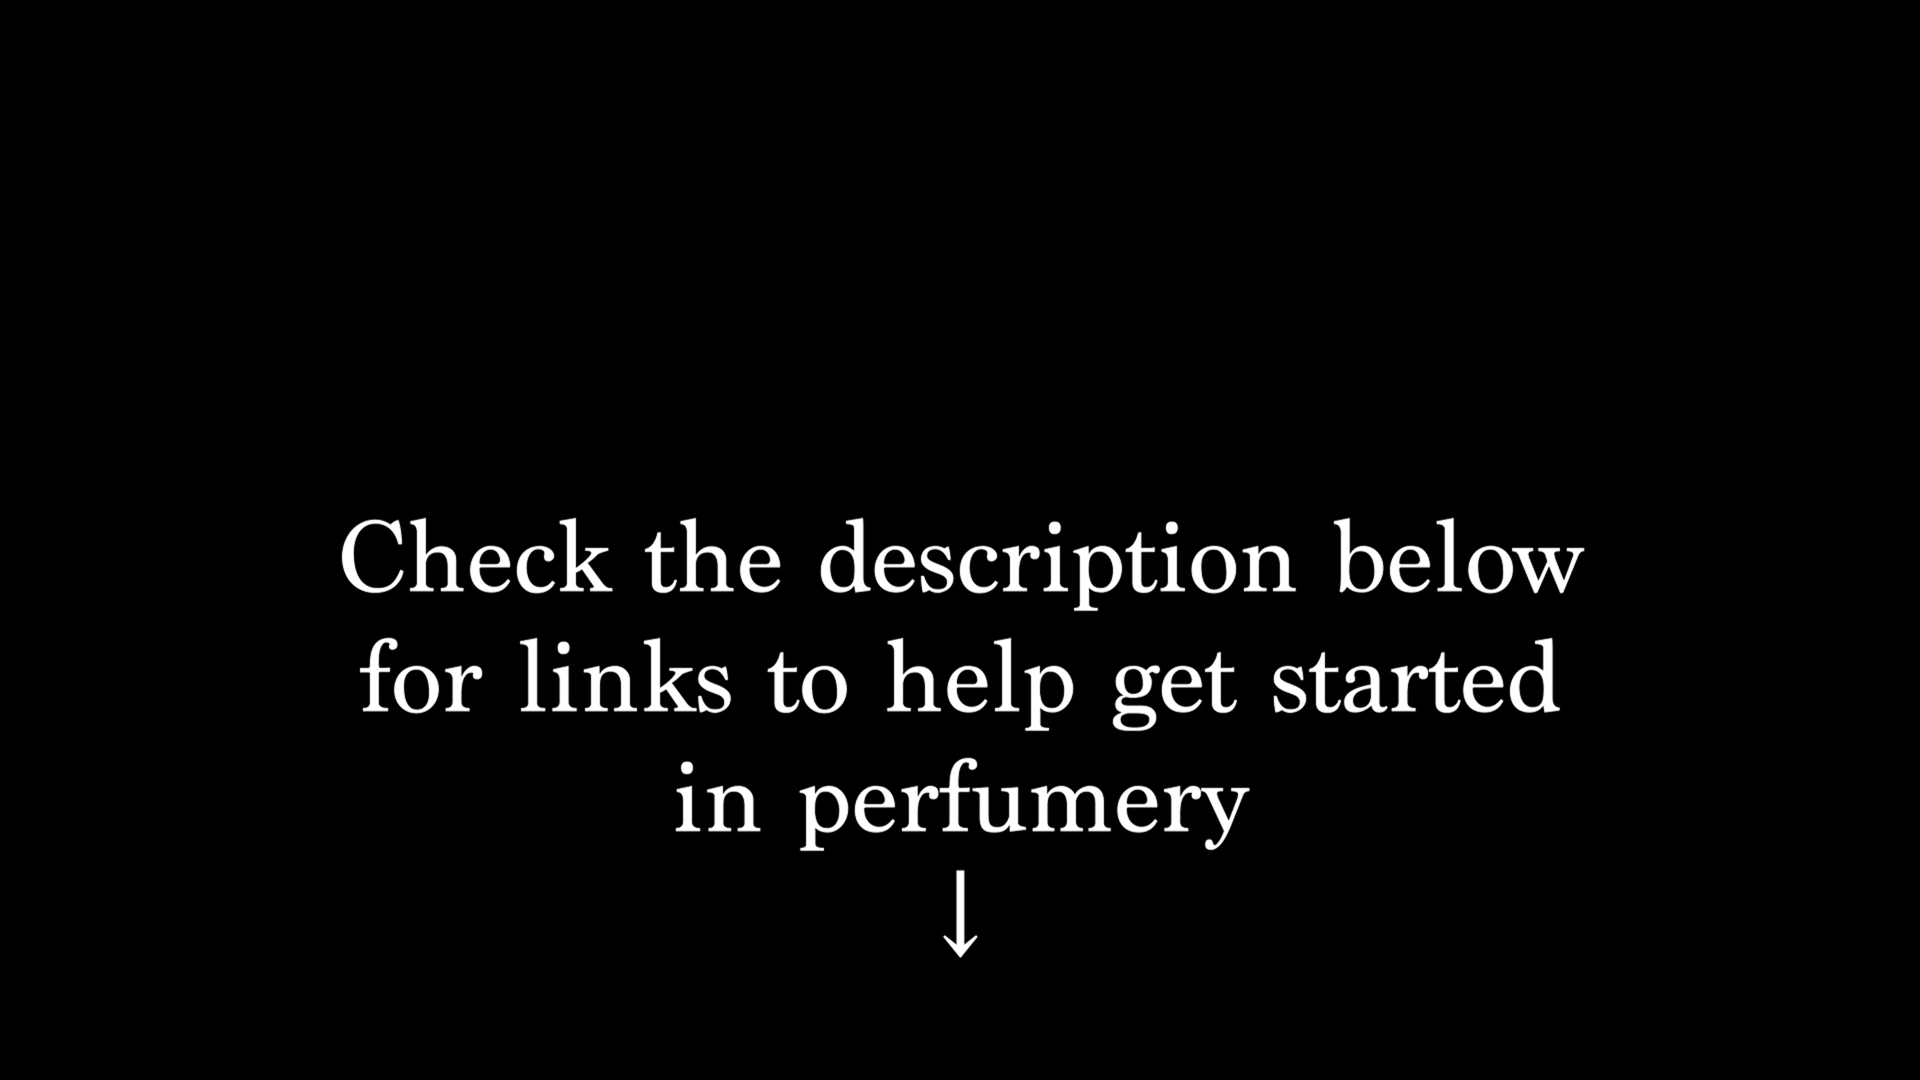 Check the description below
for links to help get started
in perfumery
↓